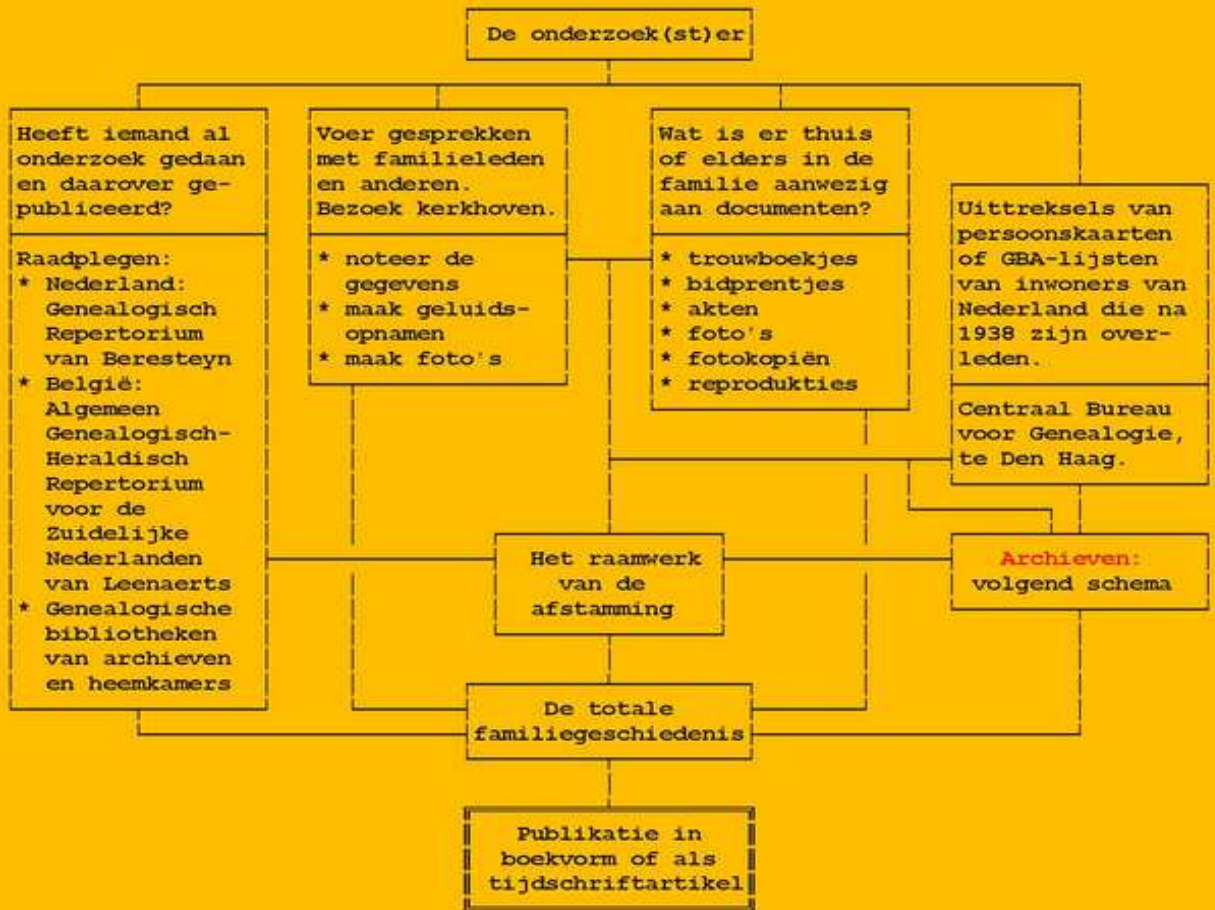 De onderzoek(st)er
Heeft iemand al
onderzoek gedaan
en daarover ge-
publiceerd?
Raadplegen:
* Nederland:
Genealogisch
Repertorium
van Beresteyn
* België:
Algemeen
Genealogisch-
Heraldisch
Repertorium
voor de
Zuidelijke
Nederlanden
van Leenaerts
* Genealogische
bibliotheken
van archieven
en heemkamers
Voer gesprekken
met familieleden
en anderen.
Bezoek kerkhoven.
* noteer de
gegevens
* maak geluids-
opnamen
* maak foto's
Wat is er thuis
of elders in de
familie aanwezig
aan documenten?
* trouwboekjes
* bidprentjes
* akten
* foto's
* fotokopiën
* reprodukties
Uittreksels van
persoonskaarten
of GBA-lijsten
van inwoners van
Nederland die na
1938 zijn over-
leden.
Centraal Bureau
voor Genealogie,
te Den Haag.
Het raamwerk
van de
afstamming
Archieven:
volgend schema
De totale
familiegeschiedenis
Publikatie in
boekvorm of als
tijdschriftartikel